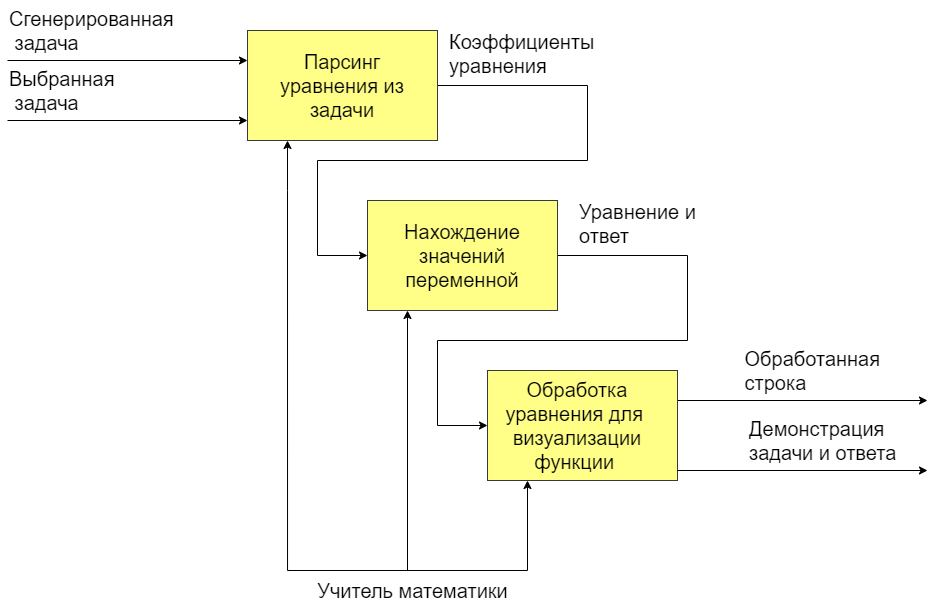 Сгенерированная
задача
Выбранная
задача
Парсинг
уравнения из
задачи
Коэффициенты
уравнения
Нахождение
значений
переменной
Уравнение и
ответ
Обработка
уравнения для
визуализации
функции
Обработанная
строка
Демонстрация
задачи и ответа
Учитель математики